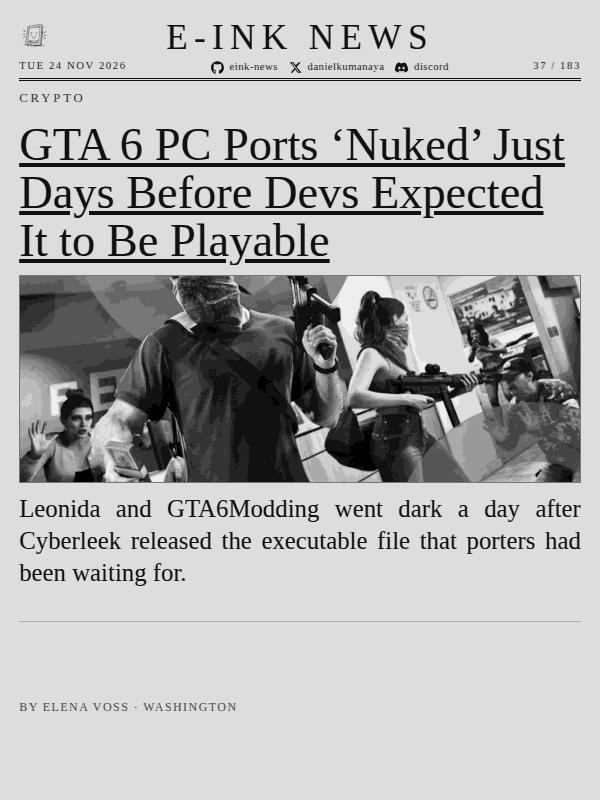 E-INK NEWS
TUE 24 NOV 2026
eink-news danielkumanaya discord
37 / 183
CRYPTO
GTA 6 PC Ports ‘Nuked’ Just
Days Before Devs Expected
It to Be Playable
Leonida and GTA6Modding went dark a day after
Cyberleek released the executable file that porters had
been waiting for.
BY ELENA VOSS · WASHINGTON